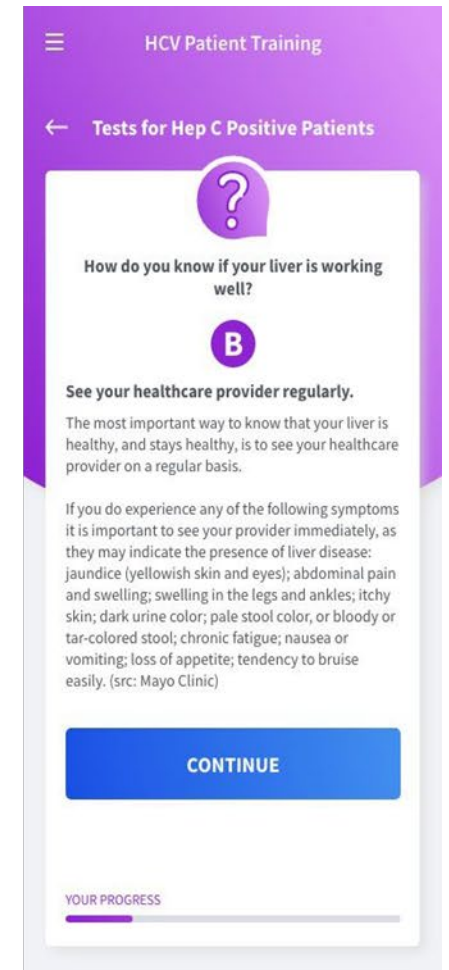 HCV Patient Training
Tests for Hep C Positive Patients
?
How do you know if your liver is working
well?
B
See your healthcare provider regularly.
The most important way to know that your liver is
healthy, and stays healthy, is to see your healthcare
provider on a regular basis.
If you do experience any of the following symptoms
it is important to see your provider immediately, as
they may indicate the presence of liver disease:
jaundice (yellowish skin and eyes); abdominal pain
and swelling; swelling in the legs and ankles; itchy
skin; dark urine color; pale stool color, or bloody or
tar-colored stool; chronic fatigue; nausea or
vomiting; loss of appetite; tendency to bruise
easily. (src: Mayo Clinic)
CONTINUE
YOUR PROGRESS